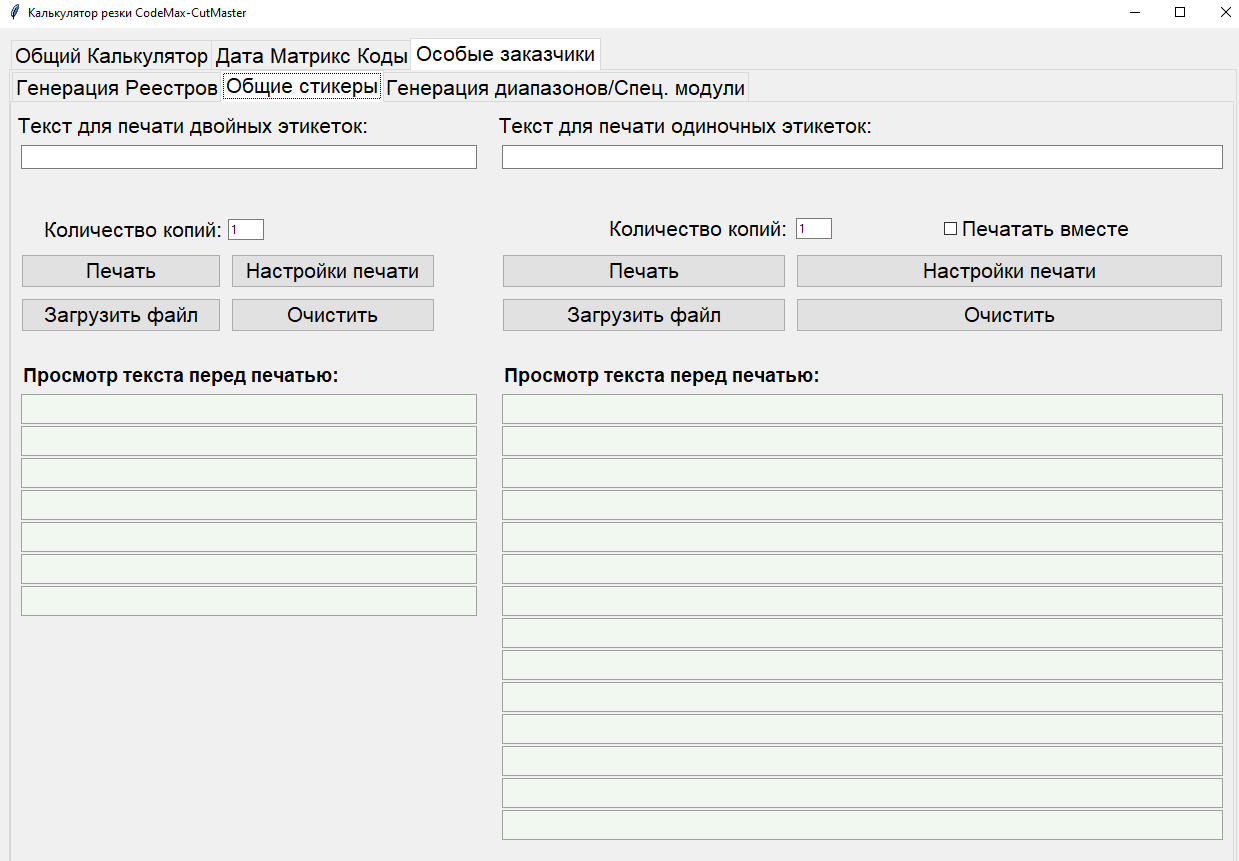 Калькулятор резки CodeMax-CutMaster
Общий Калькулятор Дата Матрикс Коды Особые заказчики
Генерация Реестров Общие стикеры Генерация диапазонов/Спец. модули
Текст для печати двойных этикеток: Текст для печати одиночных этикеток:
Количество копий: 1 Количество копий: 1 Печатать вместе
Печать Настройки печати Печать Настройки печати
Загрузить файл Очистить Загрузить файл Очистить
Просмотр текста перед печатью: Просмотр текста перед печатью: